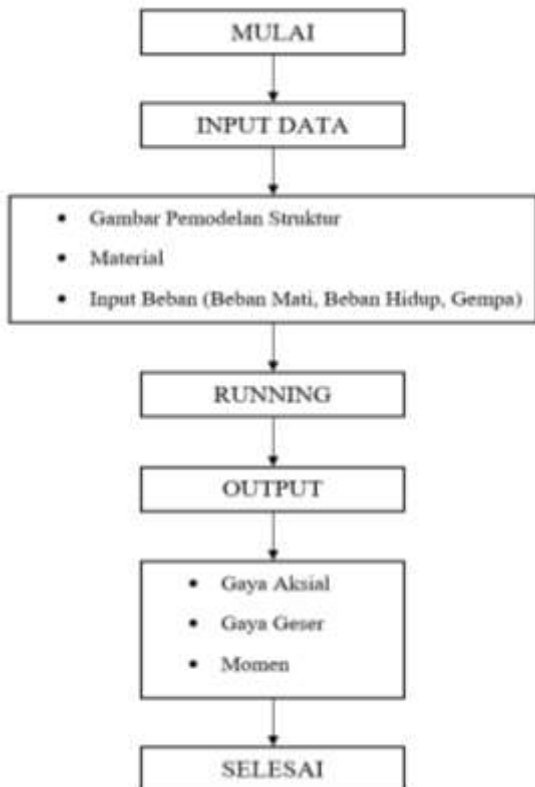 MULAI
INPUT DATA
• Gambar Pemodelan Struktur
• Material
• Input Beban (Beban Mati, Beban Hidup, Gempa)
RUNNING
OUTPUT
• Gaya Aksial
• Gaya Geser
• Momen
SELESAI